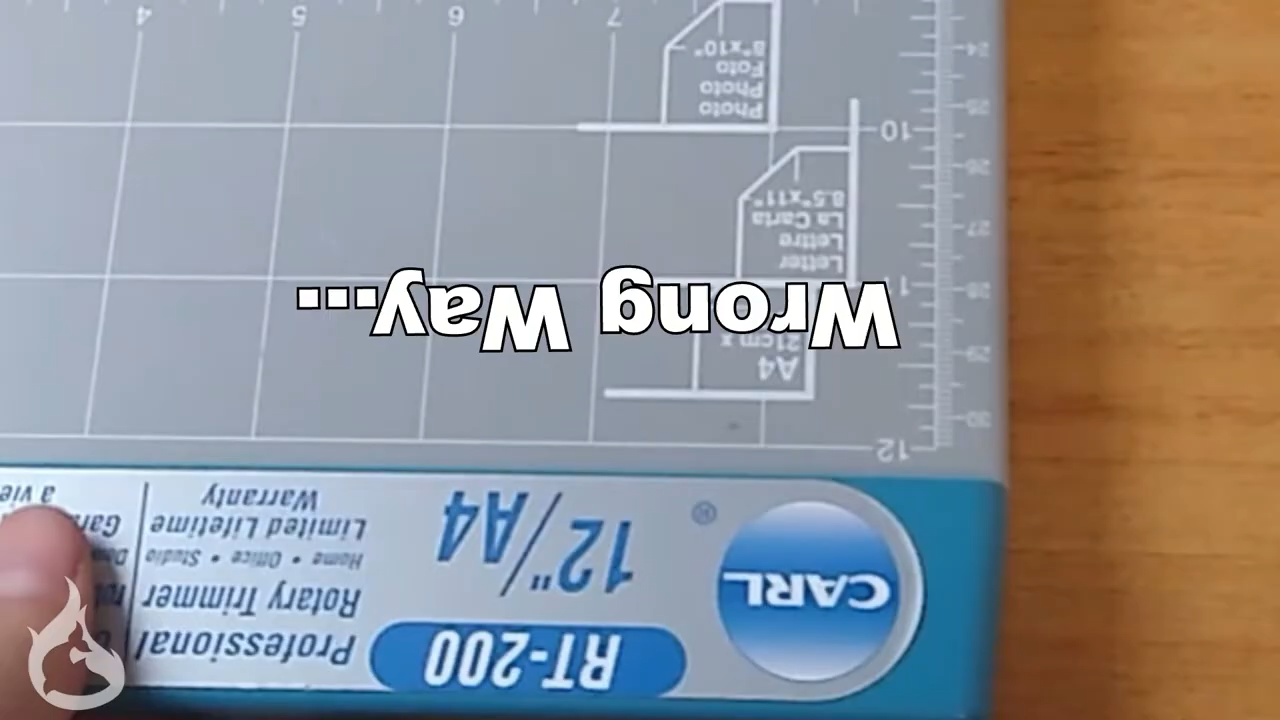 CARL
®
RT-200
12"/A4
Professional
Rotary Trimmer
Home • Office • Studio
Limited Lifetime
Warranty
à vie
12
30
A4
21cm x
29
Wrong Way...
28
Letter
Lettre
La Carta
8.5"x11"
27
26
10
25
Photo
Photo
Foto
8"x10"
24
7 6 5 4